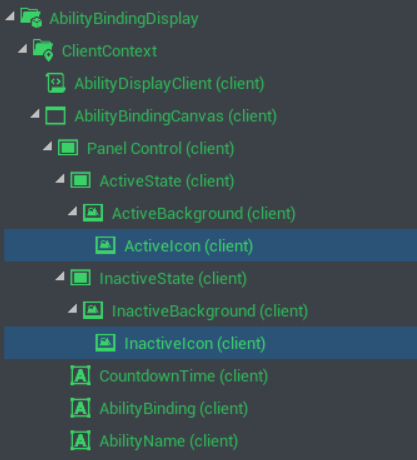 AbilityBindingDisplay
ClientContext
AbilityDisplayClient (client)
AbilityBindingCanvas (client)
Panel Control (client)
ActiveState (client)
ActiveBackground (client)
ActiveIcon (client)
InactiveState (client)
InactiveBackground (client)
InactiveIcon (client)
CountdownTime (client)
AbilityBinding (client)
AbilityName (client)